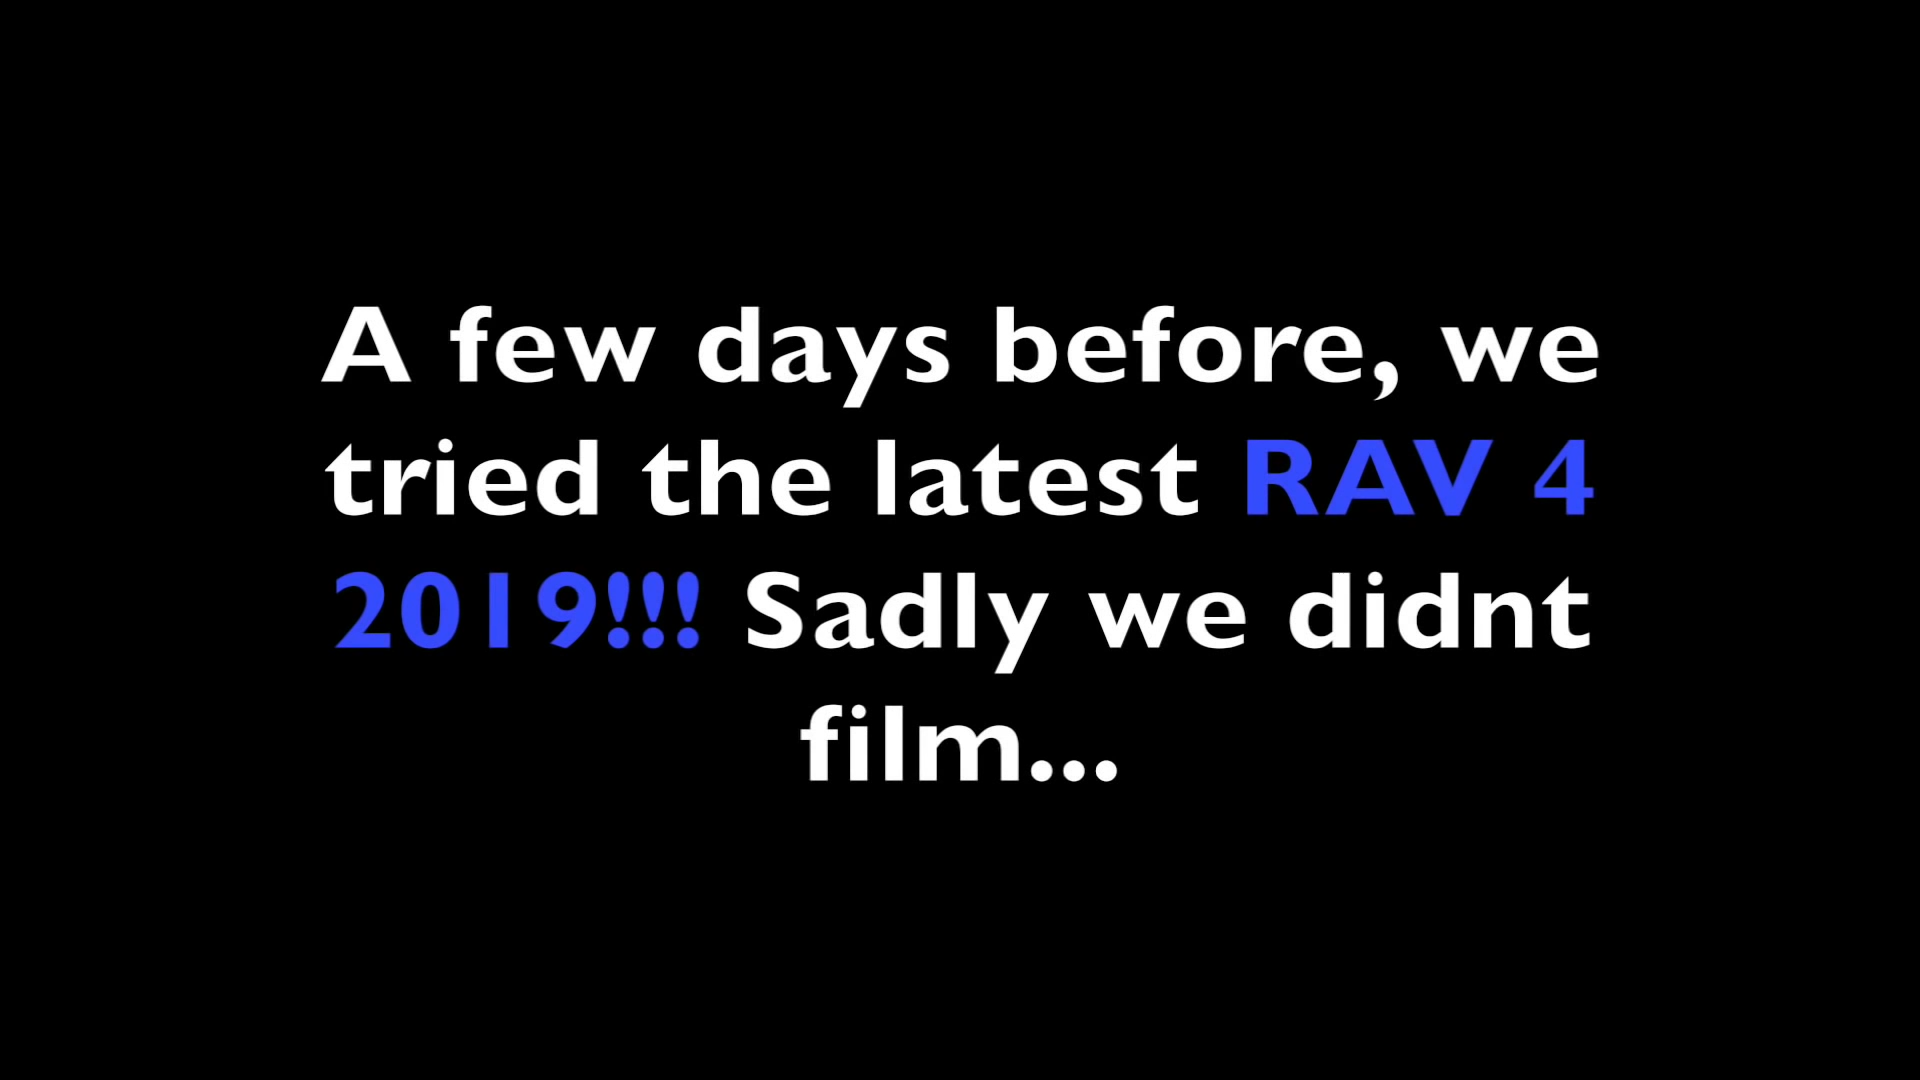 A few days before, we
tried the latest RAV 4
2019!!! Sadly we didnt
film...